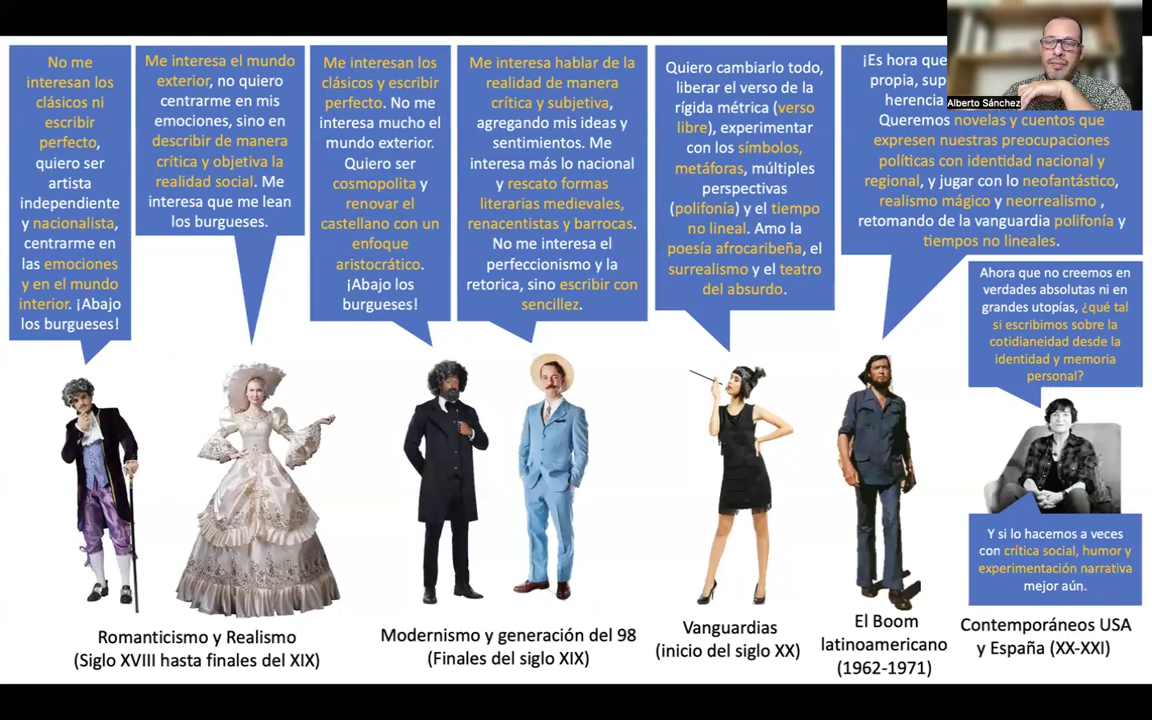 No me
interesan los
clásicos ni
escribir
perfecto,
quiero ser
artista
independiente
y nacionalista,
centrarme en
las emociones
y en el mundo
interior. ¡Abajo
los burgueses!
Me interesa el mundo
exterior, no quiero
centrarme en mis
emociones, sino en
describir de manera
crítica y objetiva la
realidad social. Me
interesa que me lean
los burgueses.
Me interesan los
clásicos y escribir
perfecto. No me
interesa mucho el
mundo exterior.
Quiero ser
cosmopolita y
renovar el
castellano con un
enfoque
aristocrático.
¡Abajo los
burgueses!
Me interesa hablar de la
realidad de manera
crítica y subjetiva,
agregando mis ideas y
sentimientos. Me
interesa más lo nacional
y rescato formas
literarias medievales,
renacentistas y barrocas.
No me interesa el
perfeccionismo y la
retorica, sino escribir con
sencillez.
Quiero cambiarlo todo,
liberar el verso de la
rígida métrica (verso
libre), experimentar
con los símbolos,
metáforas, múltiples
perspectivas
(polifonía) y el tiempo
no lineal. Amo la
poesía afrocaribeña, el
surrealismo y el teatro
del absurdo.
¡Es hora que
propia, sup
herencia
Queremos novelas y cuentos que
expresen nuestras preocupaciones
políticas con identidad nacional y
regional, y jugar con lo neofantástico,
realismo mágico y neorrealismo ,
retomando de la vanguardia polifonía y
tiempos no lineales.
Alberto Sánchez
Ahora que no creemos en
verdades absolutas ni en
grandes utopías, ¿qué tal
si escribimos sobre la
cotidianeidad desde la
identidad y memoria
personal?
Y si lo hacemos a veces
con crítica social, humor y
experimentación narrativa
mejor aún.
Romanticismo y Realismo
(Siglo XVIII hasta finales del XIX)
Modernismo y generación del 98
(Finales del siglo XIX)
Vanguardias
(inicio del siglo XX)
El Boom
latinoamericano
(1962-1971)
Contemporáneos USA
y España (XX-XXI)